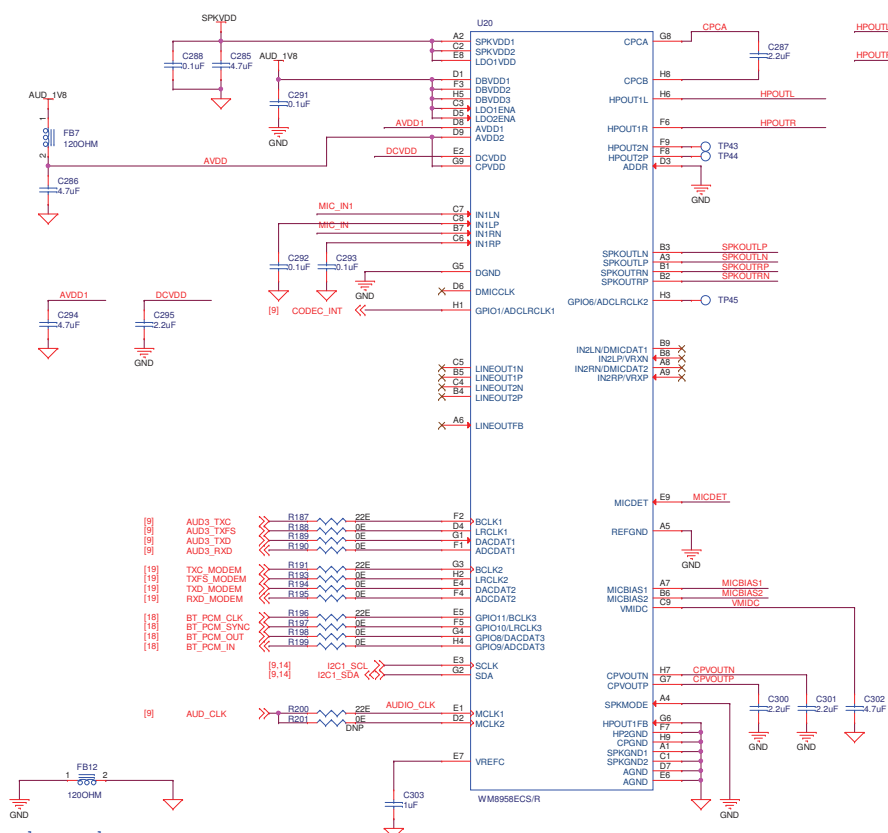 SPKVDD
U20
CPCA
HPOUTL
A2 SPKVDD1 CPCA G8
C2 SPKVDD2
E8 LDO1VDD
C288
0.1uF
C285
4.7uF
AUD_1V8
C287
2.2uF
HPOUTR
D1 DBVDD1 CPCB H8
F3 DBVDD2
H5 DBVDD3
C3 LDO1ENA
D5 LDO2ENA
HPOUT1L H6 HPOUTL
AUD_1V8
C291
0.1uF
GND
AVDD1 D8 AVDD1
D9 AVDD2
HPOUT1R F6 HPOUTR
1
FB7
120OHM
2
AVDD
DCVDD E2 DCVDD
G9 CPVDD
HPOUT2N F9 TP43
HPOUT2P F8 TP44
ADDR D3
GND
C286
4.7uF
MIC_IN1 C7 IN1LN
C8 IN1LP
MIC_IN B7 IN1RN
C6 IN1RP
C292
0.1uF
C293
0.1uF
G5 DGND
GND
SPKOUTLN B3 SPKOUTLP
SPKOUTLP A3 SPKOUTLN
SPKOUTRN B1 SPKOUTRP
SPKOUTRP B2 SPKOUTRN
D6 DMICCLK
[9] CODEC_INT H1 GPIO1/ADCLRCLK1
GPIO6/ADCLRCLK2 H3 TP45
AVDD1
C294
4.7uF
DCVDD
C295
2.2uF
GND
IN2LN/DMICDAT1 B9
IN2LP/VRXN B8
IN2RN/DMICDAT2 A8
IN2RP/VRXP A9
C5 LINEOUT1N
B5 LINEOUT1P
C4 LINEOUT2N
B4 LINEOUT2P
A6 LINEOUTFB
MICDET E9 MICDET
[9] AUD3_TXC R187 22E F2 BCLK1
[9] AUD3_TXFS R188 0E D4 LRCLK1
[9] AUD3_TXD R189 0E G1 DACDAT1
[9] AUD3_RXD R190 0E F1 ADCDAT1
REFGND A5
GND
[19] TXC_MODEM R191 22E G3 BCLK2
[19] TXFS_MODEM R193 0E H2 LRCLK2
[19] TXD_MODEM R194 0E E4 DACDAT2
[19] RXD_MODEM R195 0E F4 ADCDAT2
MICBIAS1 A7 MICBIAS1
MICBIAS2 B6 MICBIAS2
VMIDC C9 VMIDC
[18] BT_PCM_CLK R196 22E E5 GPIO11/BCLK3
[18] BT_PCM_SYNC R197 0E F5 GPIO10/LRCLK3
[18] BT_PCM_OUT R198 0E G4 GPIO8/DACDAT3
[18] BT_PCM_IN R199 0E H4 GPIO9/ADCDAT3
[9,14] I2C1_SCL E3 SCLK
[9,14] I2C1_SDA G2 SDA
CPVOUTN H7 CPVOUTN
CPVOUTP G7 CPVOUTP
SPKMODE A4
C300
2.2uF
GND
C301
2.2uF
GND
C302
4.7uF
[9] AUD_CLK R200 22E AUDIO_CLK E1 MCLK1
R201 0E D2 MCLK2
DNP
HPOUT1FB G6
HP2GND F7
CPGND H9
SPKGND1 A1
SPKGND2 C1
AGND D7
AGND E6
E7 VREFC
FB12
1 2
120OHM
GND
C303
1uF
GND
WM8958ECS/R